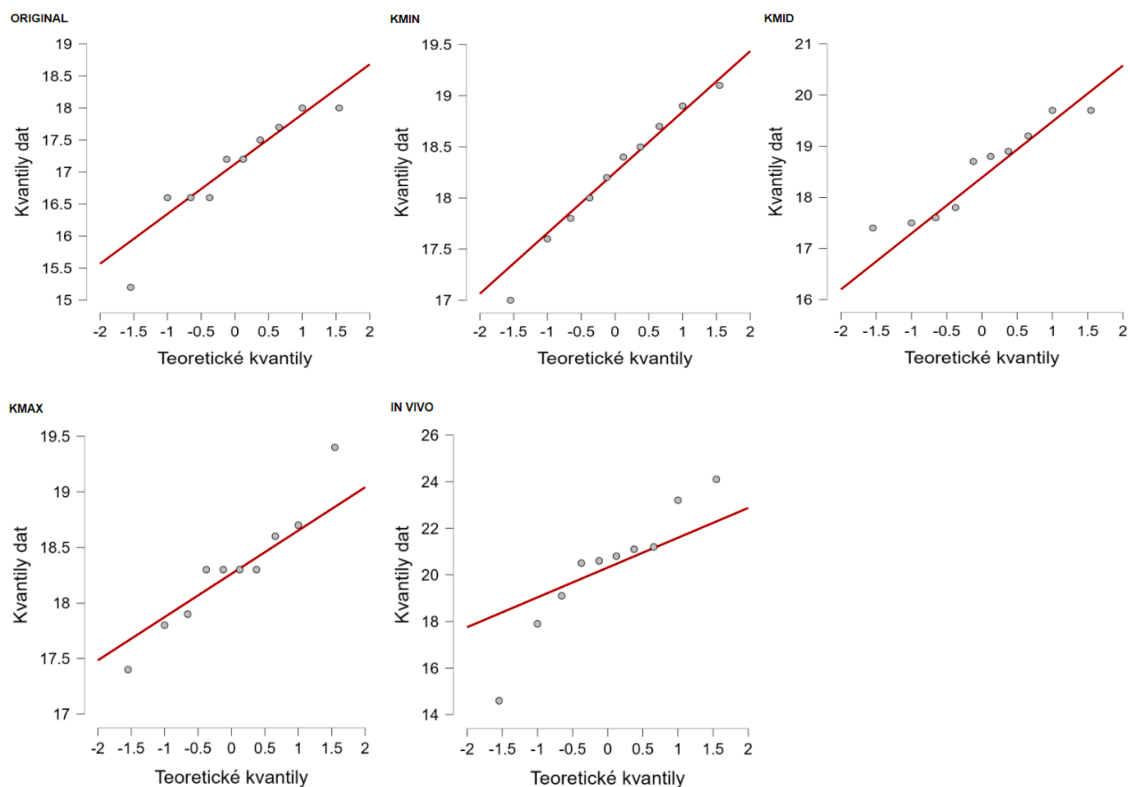 ORIGINAL
19
18.5
18
17.5
17
16.5
16
15.5
15
Kvantily dat
-2 -1.5 -1 -0.5 0 0.5 1 1.5 2
Teoretické kvantily
KMIN
19.5
19
18.5
18
17.5
17
Kvantily dat
-2 -1.5 -1 -0.5 0 0.5 1 1.5 2
Teoretické kvantily
KMID
21
20
19
18
17
16
Kvantily dat
-2 -1.5 -1 -0.5 0 0.5 1 1.5 2
Teoretické kvantily
KMAX
19.5
19
18.5
18
17.5
17
Kvantily dat
-2 -1.5 -1 -0.5 0 0.5 1 1.5 2
Teoretické kvantily
IN VIVO
26
24
22
20
18
16
14
Kvantily dat
-2 -1.5 -1 -0.5 0 0.5 1 1.5 2
Teoretické kvantily